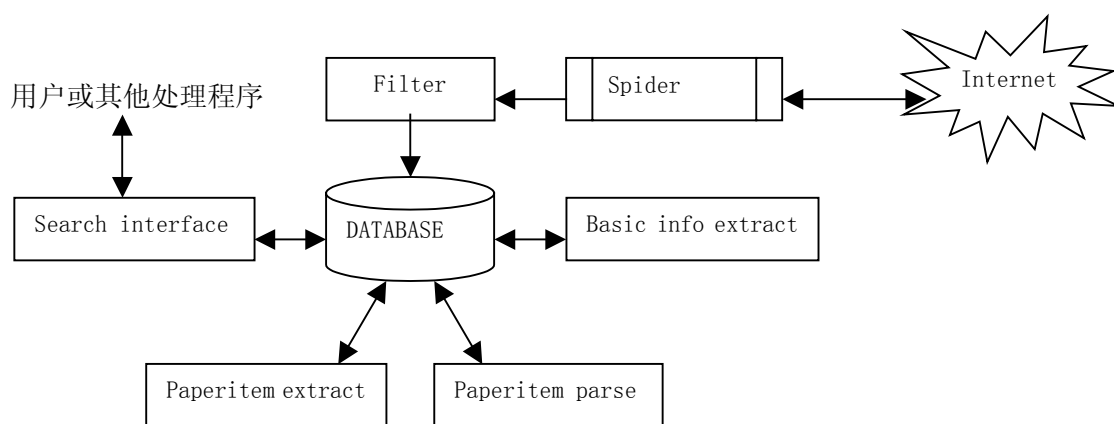 Filter
Spider
Internet
用户或其他处理程序
Search interface
DATABASE
Basic info extract
Paperitem extract
Paperitem parse